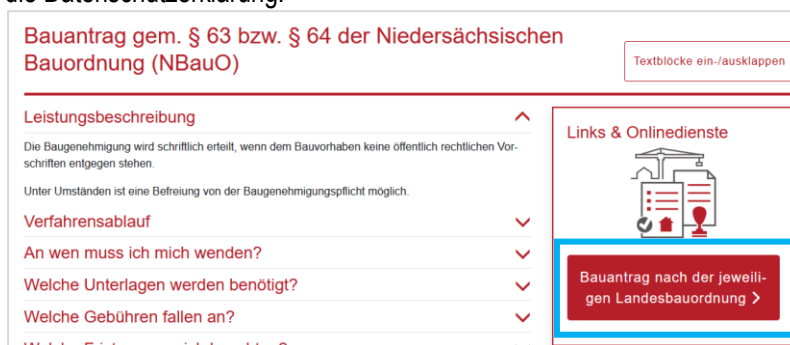 die Datenschutzerklärung.
Bauantrag gem. § 63 bzw. § 64 der Niedersächsischen
Bauordnung (NBauO)
Textblöcke ein-/ausklappen
Leistungsbeschreibung
Die Baugenehmigung wird schriftlich erteilt, wenn dem Bauvorhaben keine öffentlich rechtlichen Vor-
schriften entgegen stehen.
Unter Umständen ist eine Befreiung von der Baugenehmigungspflicht möglich.
Verfahrensablauf
An wen muss ich mich wenden?
Welche Unterlagen werden benötigt?
Welche Gebühren fallen an?
Links & Onlinedienste
Bauantrag nach der jeweili-
gen Landesbauordnung >